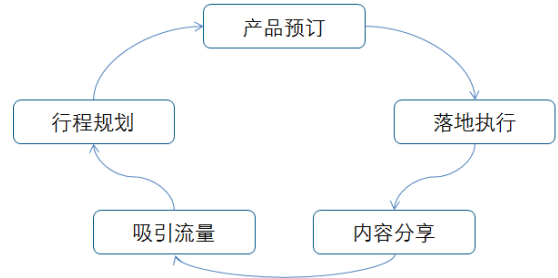 产品预订
行程规划
落地执行
吸引流量
内容分享